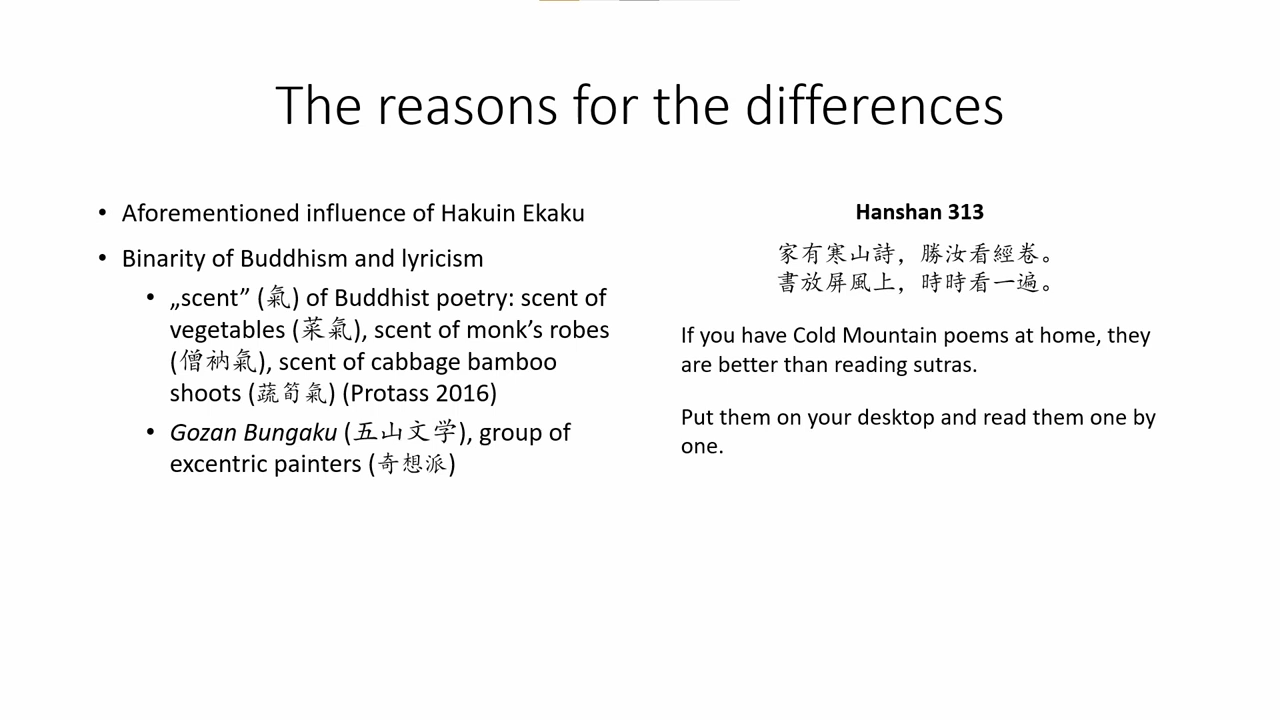 The reasons for the differences
• Aforementioned influence of Hakuin Ekaku
• Binarity of Buddhism and lyricism
• „scent” (氣) of Buddhist poetry: scent of
vegetables (菜氣), scent of monk’s robes
(僧衲氣), scent of cabbage bamboo
shoots (蔬筍氣) (Protass 2016)
• Gozan Bungaku (五山文学), group of
excentric painters (奇想派)
Hanshan 313
家有寒山詩，勝汝看經卷。
書放屏風上，時時看一遍。
If you have Cold Mountain poems at home, they
are better than reading sutras.
Put them on your desktop and read them one by
one.